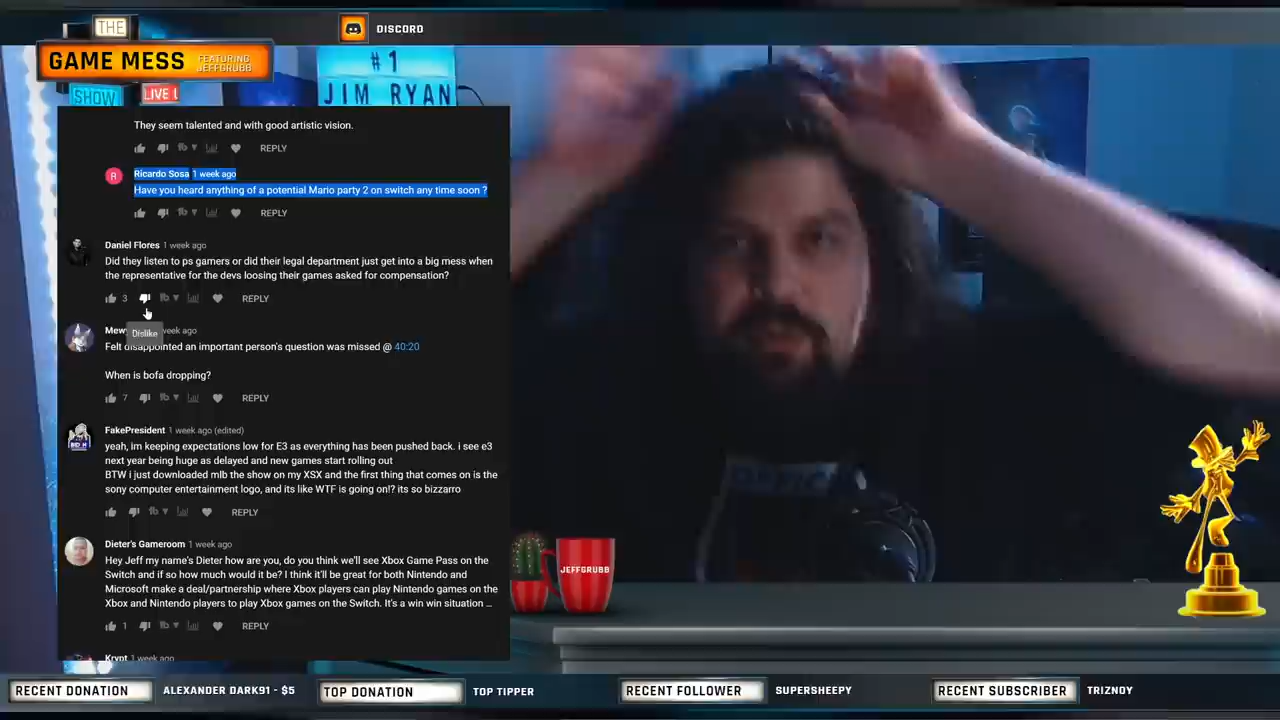 THE
GAME MESS
FEATURING
JEFFGRUBB
SHOW
LIVE
DISCORD
#1
JIM RYAN
They seem talented and with good artistic vision.
REPLY
R
Ricardo Sosa 1 week ago
Have you heard anything of a potential Mario party 2 on switch any time soon ?
REPLY
Daniel Flores 1 week ago
Did they listen to ps gamers or did their legal department just get into a big mess when
the representative for the devs loosing their games asked for compensation?
3
REPLY
week ago
Dislike
Felt disappointed an important person's question was missed @ 40:20
When is bofa dropping?
7
REPLY
FakePresident 1 week ago (edited)
yeah, im keeping expectations low for E3 as everything has been pushed back. i see e3
next year being huge as delayed and new games start rolling out
BTW i just downloaded mlb the show on my XSX and the first thing that comes on is the
sony computer entertainment logo, and its like WTF is going on!? its so bizzarro
REPLY
Dieter's Gameroom 1 week ago
Hey Jeff my name's Dieter how are you, do you think we'll see Xbox Game Pass on the
Switch and if so how much would it be? I think it'll be great for both Nintendo and
Microsoft make a deal/partnership where Xbox players can play Nintendo games on the
Xbox and Nintendo players to play Xbox games on the Switch. It's a win win situation ...
1
REPLY
Krypt 1 week ago
JEFFGRUBB
RECENT DONATION
ALEXANDER DARK91 - $5
TOP DONATION
TOP TIPPER
RECENT FOLLOWER
SUPERSHEEPY
RECENT SUBSCRIBER
TRIZNDY